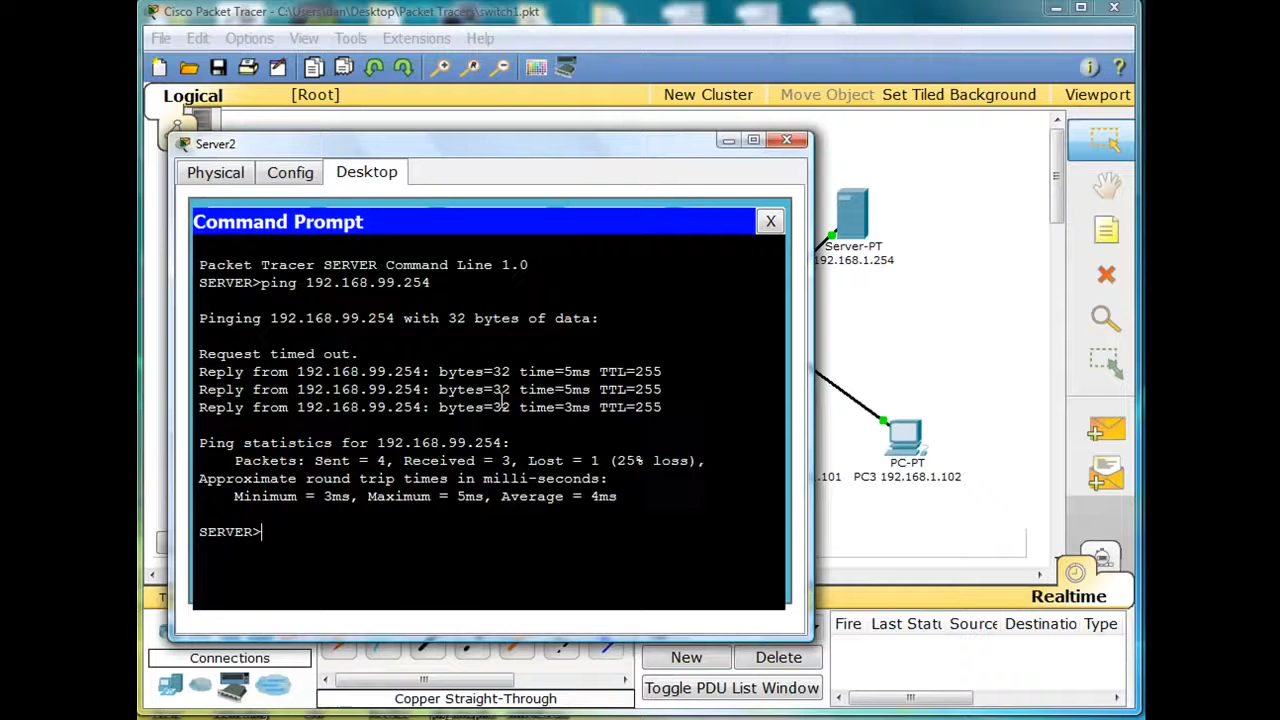 Cisco Packet Tracer - C:\Users\dan\Desktop\Packet Tracers\switch1.pkt
File Edit Options View Tools Extensions Help
Logical [Root] New Cluster Move Object Set Tiled Background Viewport
Server2
Physical Config Desktop
Command Prompt X
Packet Tracer SERVER Command Line 1.0
SERVER>ping 192.168.99.254
Pinging 192.168.99.254 with 32 bytes of data:
Request timed out.
Reply from 192.168.99.254: bytes=32 time=5ms TTL=255
Reply from 192.168.99.254: bytes=32 time=5ms TTL=255
Reply from 192.168.99.254: bytes=32 time=3ms TTL=255
Ping statistics for 192.168.99.254:
Packets: Sent = 4, Received = 3, Lost = 1 (25% loss),
Approximate round trip times in milli-seconds:
Minimum = 3ms, Maximum = 5ms, Average = 4ms
SERVER>
Server-PT
192.168.1.254
PC-PT
.101 PC3 192.168.1.102
Realtime
Fire Last Statu Source Destinatio Type
Connections
New Delete
Toggle PDU List Window
Copper Straight-Through